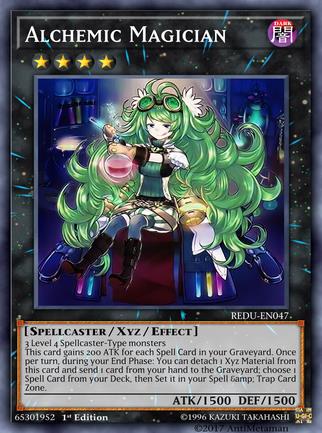 Alchemic Magician
DARK
闇
REDU-EN047
[Spellcaster / Xyz / Effect]
3 Level 4 Spellcaster-Type monsters
This card gains 200 ATK for each Spell Card in your Graveyard. Once
per turn, during your End Phase: You can detach 1 Xyz Material from
this card and send 1 card from your hand to the Graveyard; choose 1
Spell Card from your Deck, then Set it in your Spell &amp; Trap Card
Zone.
ATK/1500 DEF/1500
65301952 1st Edition ©1996 KAZUKI TAKAHASHI
©2017 AntiMetaman